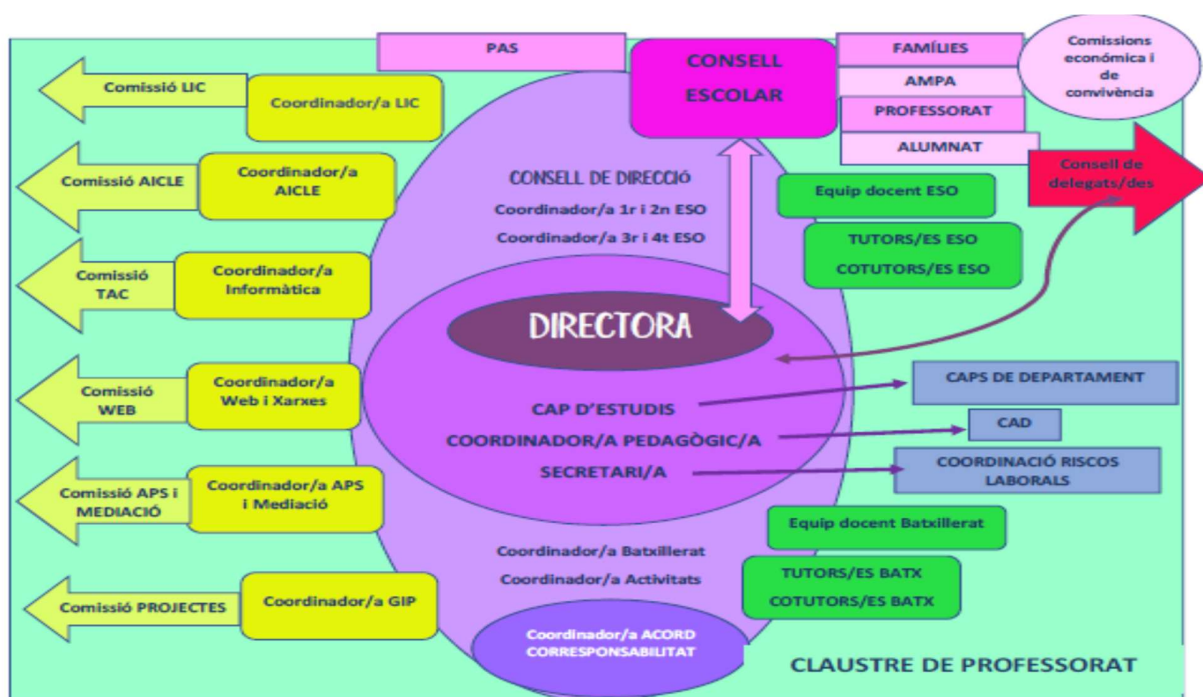 PAS
CONSELL
ESCOLAR
FAMÍLIES
AMPA
PROFESSORAT
ALUMNAT
Comissions
económica i
de
convivència
Consell de
delegats/des
Comissió LIC
Coordinador/a LIC
Comissió AICLE
Coordinador/a
AICLE
Comissió
TAC
Coordinador/a
Informàtica
Comissió
WEB
Coordinador/a
Web i Xarxes
Comissió APS i
MEDIACIÓ
Coordinador/a APS
i Mediació
Comissió PROJECTES
Coordinador/a GIP
CONSELL DE DIRECCIÓ
Coordinador/a 1r i 2n ESO
Coordinador/a 3r i 4t ESO
DIRECTORA
CAP D'ESTUDIS
COORDINADOR/A PEDAGÒGIC/A
SECRETARI/A
Coordinador/a Batxillerat
Coordinador/a Activitats
Coordinador/a ACORD
CORRESPONSABILITAT
Equip docent ESO
TUTORS/ES ESO
COTUTORS/ES ESO
CAPS DE DEPARTAMENT
CAD
COORDINACIÓ RISCOS
LABORALS
Equip docent Batxillerat
TUTORS/ES BATX
COTUTORS/ES BATX
CLAUSTRE DE PROFESSORAT